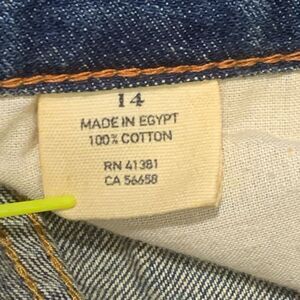 14
MADE IN EGYPT
100% COTTON
RN 41381
CA 56658